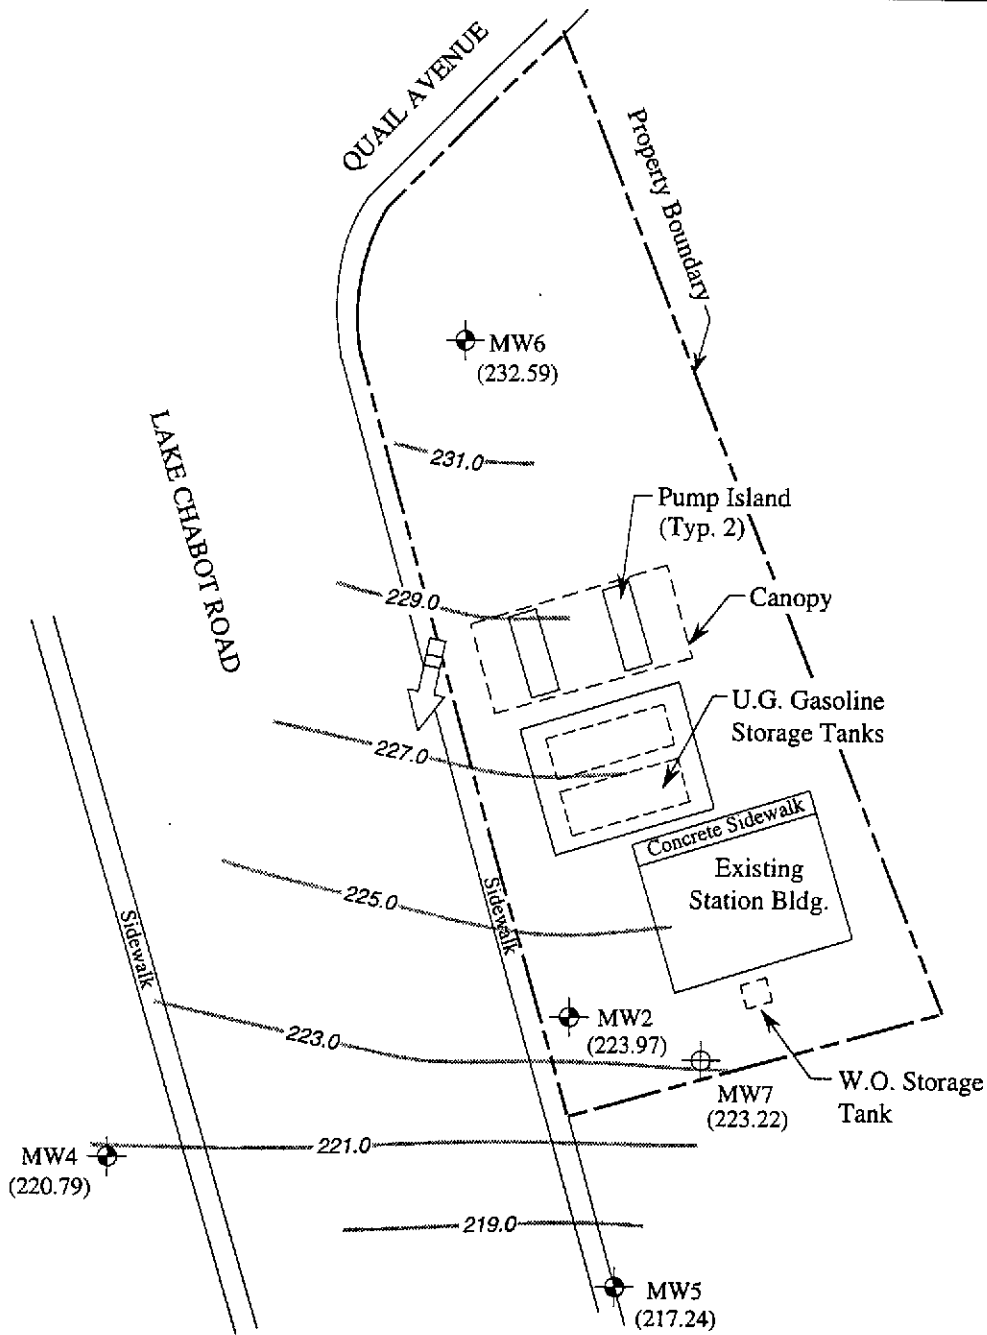 QUAIL AVENUE
Property Boundary
MW6
(232.59)
LAKE CHABOT ROAD
231.0
Pump Island
(Typ. 2)
229.0
Canopy
U.G. Gasoline
Storage Tanks
227.0
Concrete Sidewalk
Existing
Station Bldg.
225.0
Sidewalk
Sidewalk
223.0
MW2
(223.97)
MW7
(223.22)
W.O. Storage
Tank
221.0
MW4
(220.79)
219.0
MW5
(217.24)